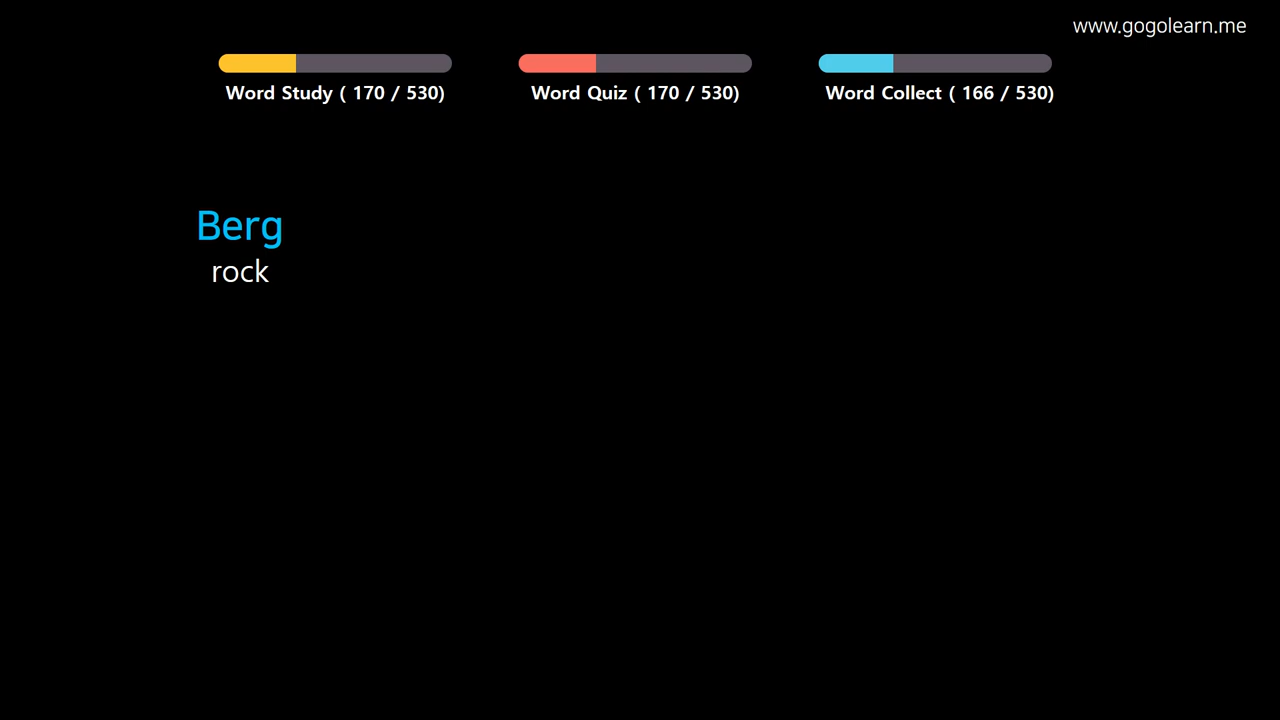 www.gogolearn.me
Word Study ( 170 / 530)
Word Quiz ( 170 / 530)
Word Collect ( 166 / 530)
Berg
rock